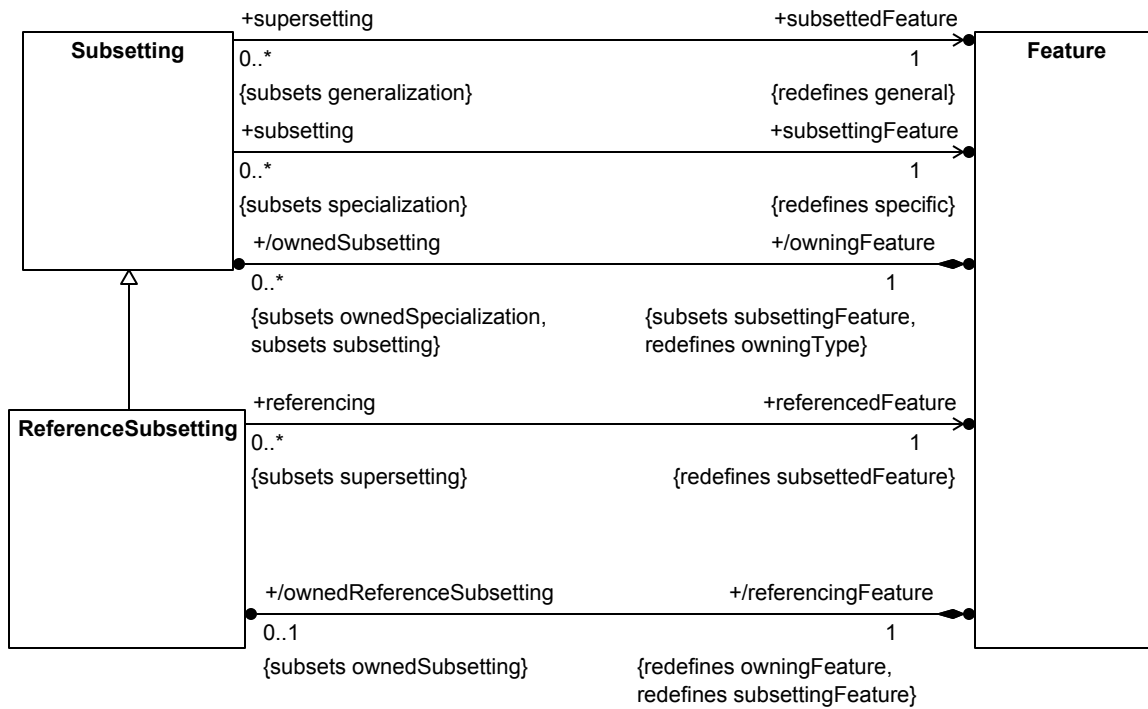 +supersetting
+subsettedFeature
Subsetting
Feature
0..*
1
{subsets generalization}
{redefines general}
+subsetting
+subsettingFeature
0..*
1
{subsets specialization}
{redefines specific}
+/ownedSubsetting
+/owningFeature
0..*
1
{subsets ownedSpecialization,
subsets subsetting}
{subsets subsettingFeature,
redefines owningType}
+referencing
+referencedFeature
ReferenceSubsetting
0..*
1
{subsets supersetting}
{redefines subsettedFeature}
+/ownedReferenceSubsetting
+/referencingFeature
0..1
1
{subsets ownedSubsetting}
{redefines owningFeature,
redefines subsettingFeature}